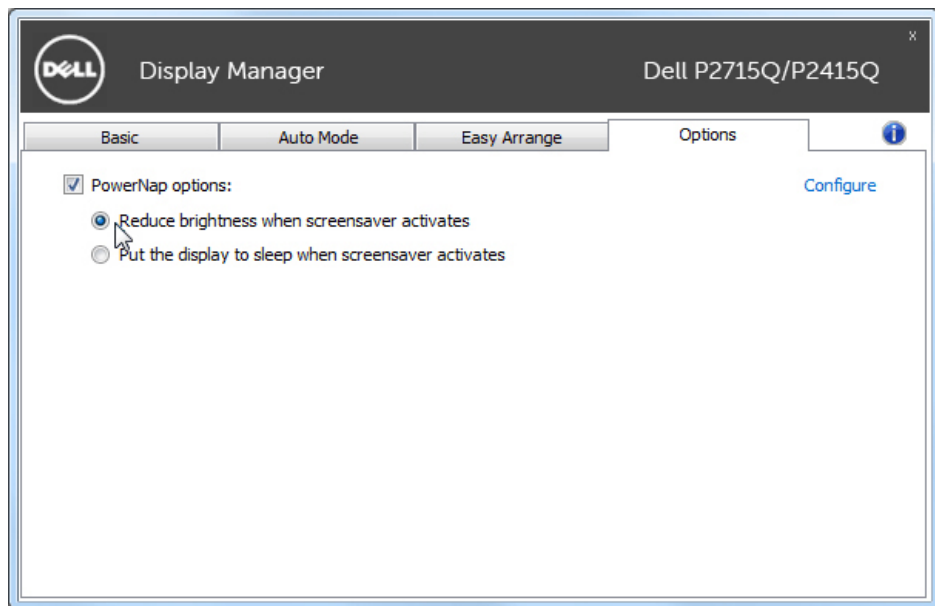 DELL Display Manager Dell P2715Q/P2415Q x
Basic Auto Mode Easy Arrange Options i
PowerNap options: Configure
Reduce brightness when screensaver activates
Put the display to sleep when screensaver activates